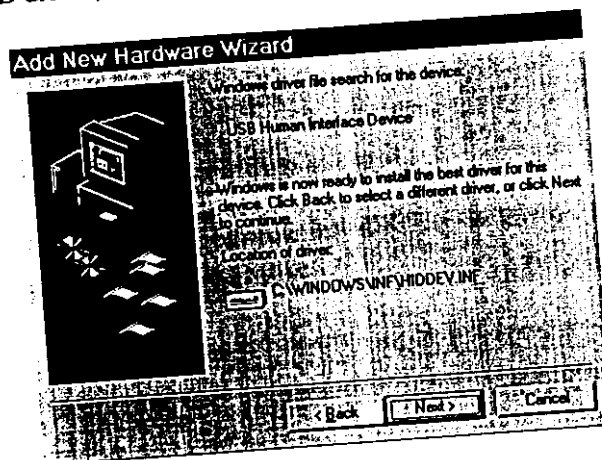 Add New Hardware Wizard
Windows driver file search for the device:
USB Human Interface Device
Windows is now ready to install the best driver for this
device. Click Back to select a different driver, or click Next
to continue.
Location of driver:
C:\WINDOWS\INF\HIDDEV.INF
< Back
Next >
Cancel